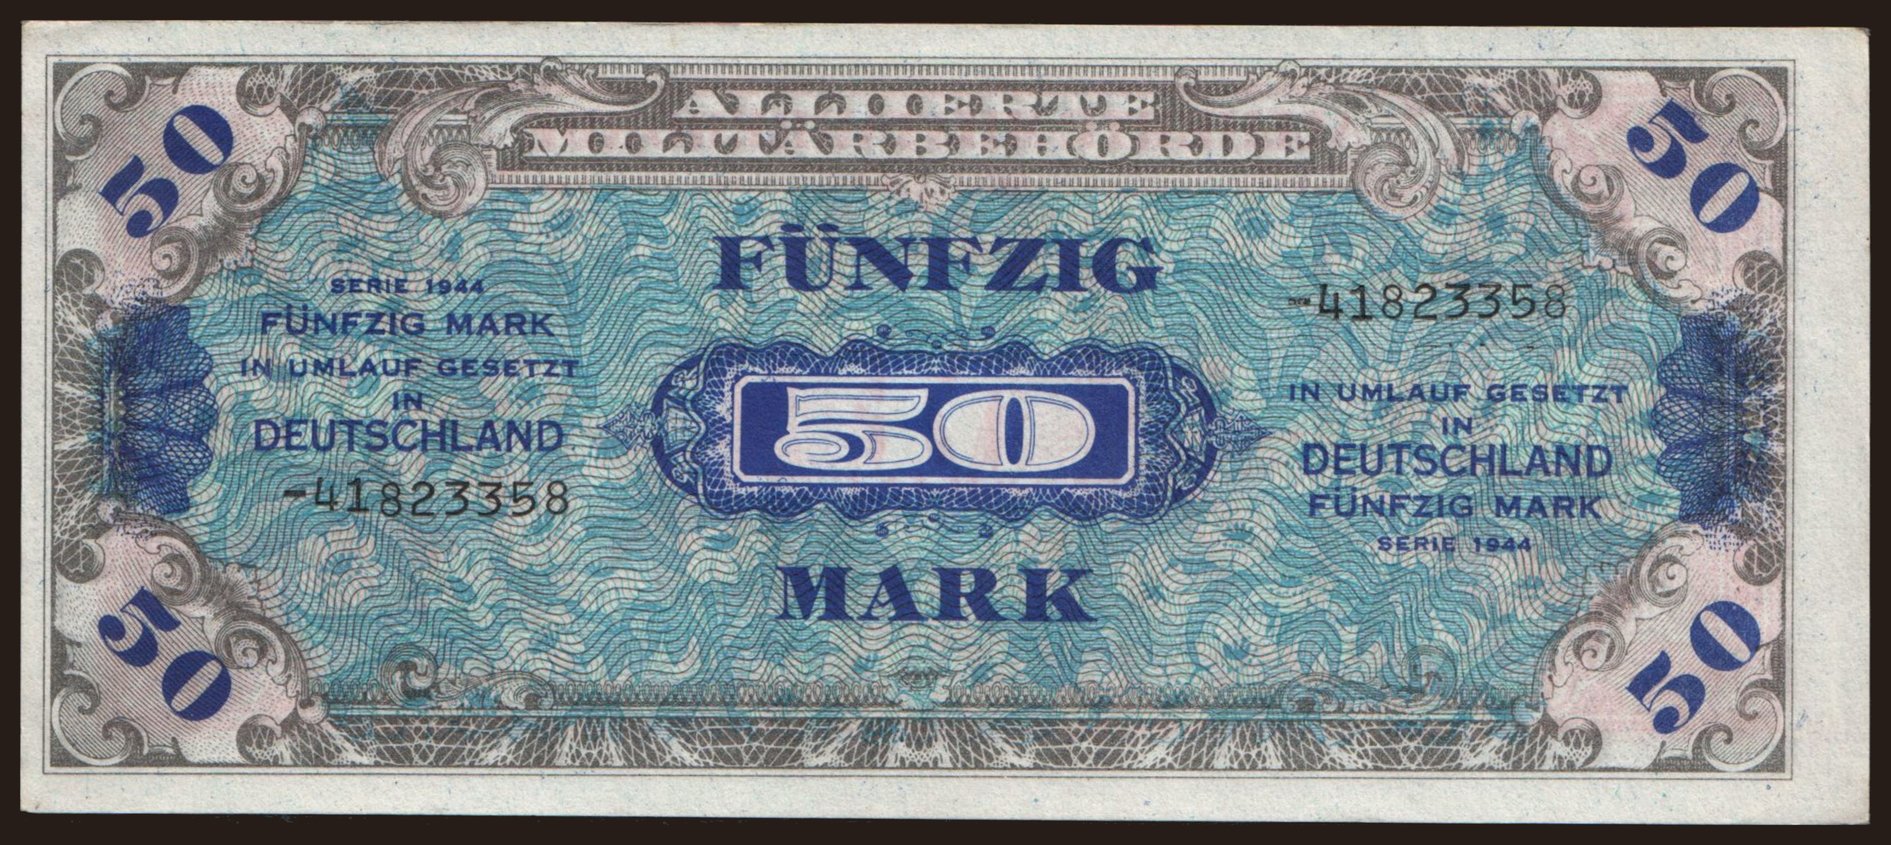 50
ALLIIERTE
MILITÄRBEHÖRDE
50
FÜNFZIG
SERIE 1944
FÜNFZIG MARK
IN UMLAUF GESETZT
IN
DEUTSCHLAND
-41823358
50
-41823358
IN UMLAUF GESETZT
IN
DEUTSCHLAND
FÜNFZIG MARK
SERIE 1944
MARK
50
50